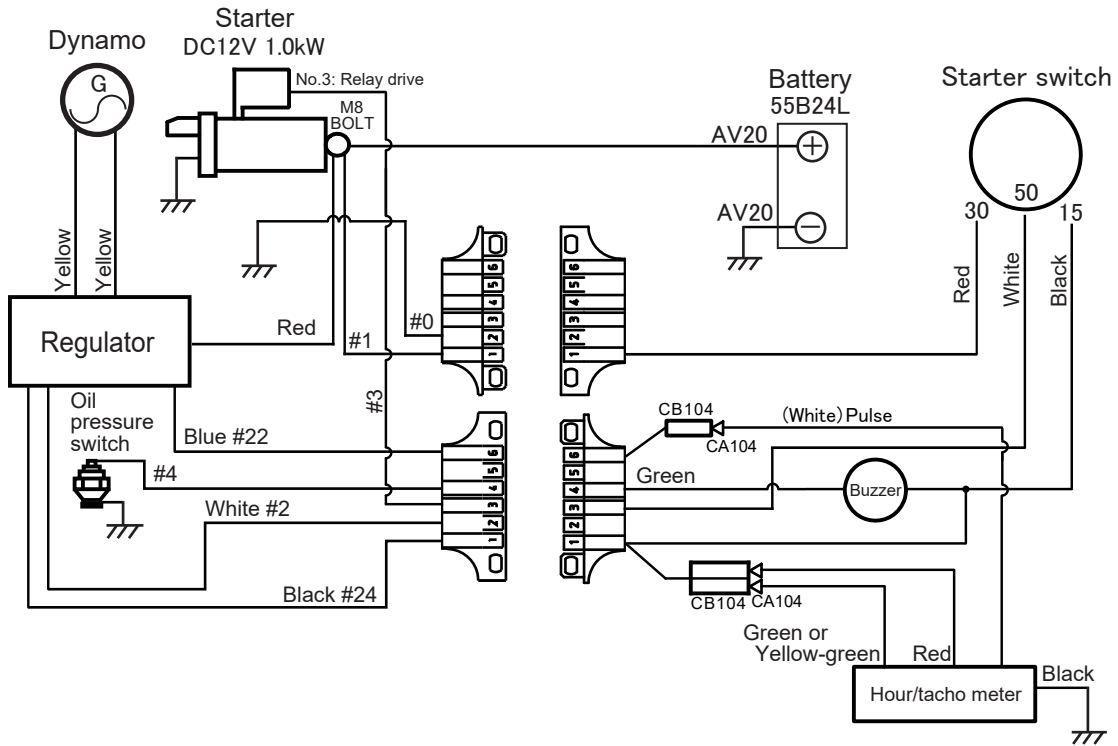 Starter
DC12V 1.0kW
Dynamo
G
No.3: Relay drive
M8
BOLT
Battery
55B24L
AV20
AV20
Starter switch
50
30
15
Yellow
Yellow
Red
White
Black
Regulator
Red
#0
#1
#3
6
5
4
3
2
1
6
5
4
3
2
1
Oil
pressure
switch
Blue #22
#4
White #2
Black #24
6
5
4
3
2
1
6
5
4
3
2
1
CB104
(White)Pulse
CA104
Green
Buzzer
CB104
CA104
Green or
Yellow-green
Red
Black
Hour/tacho meter